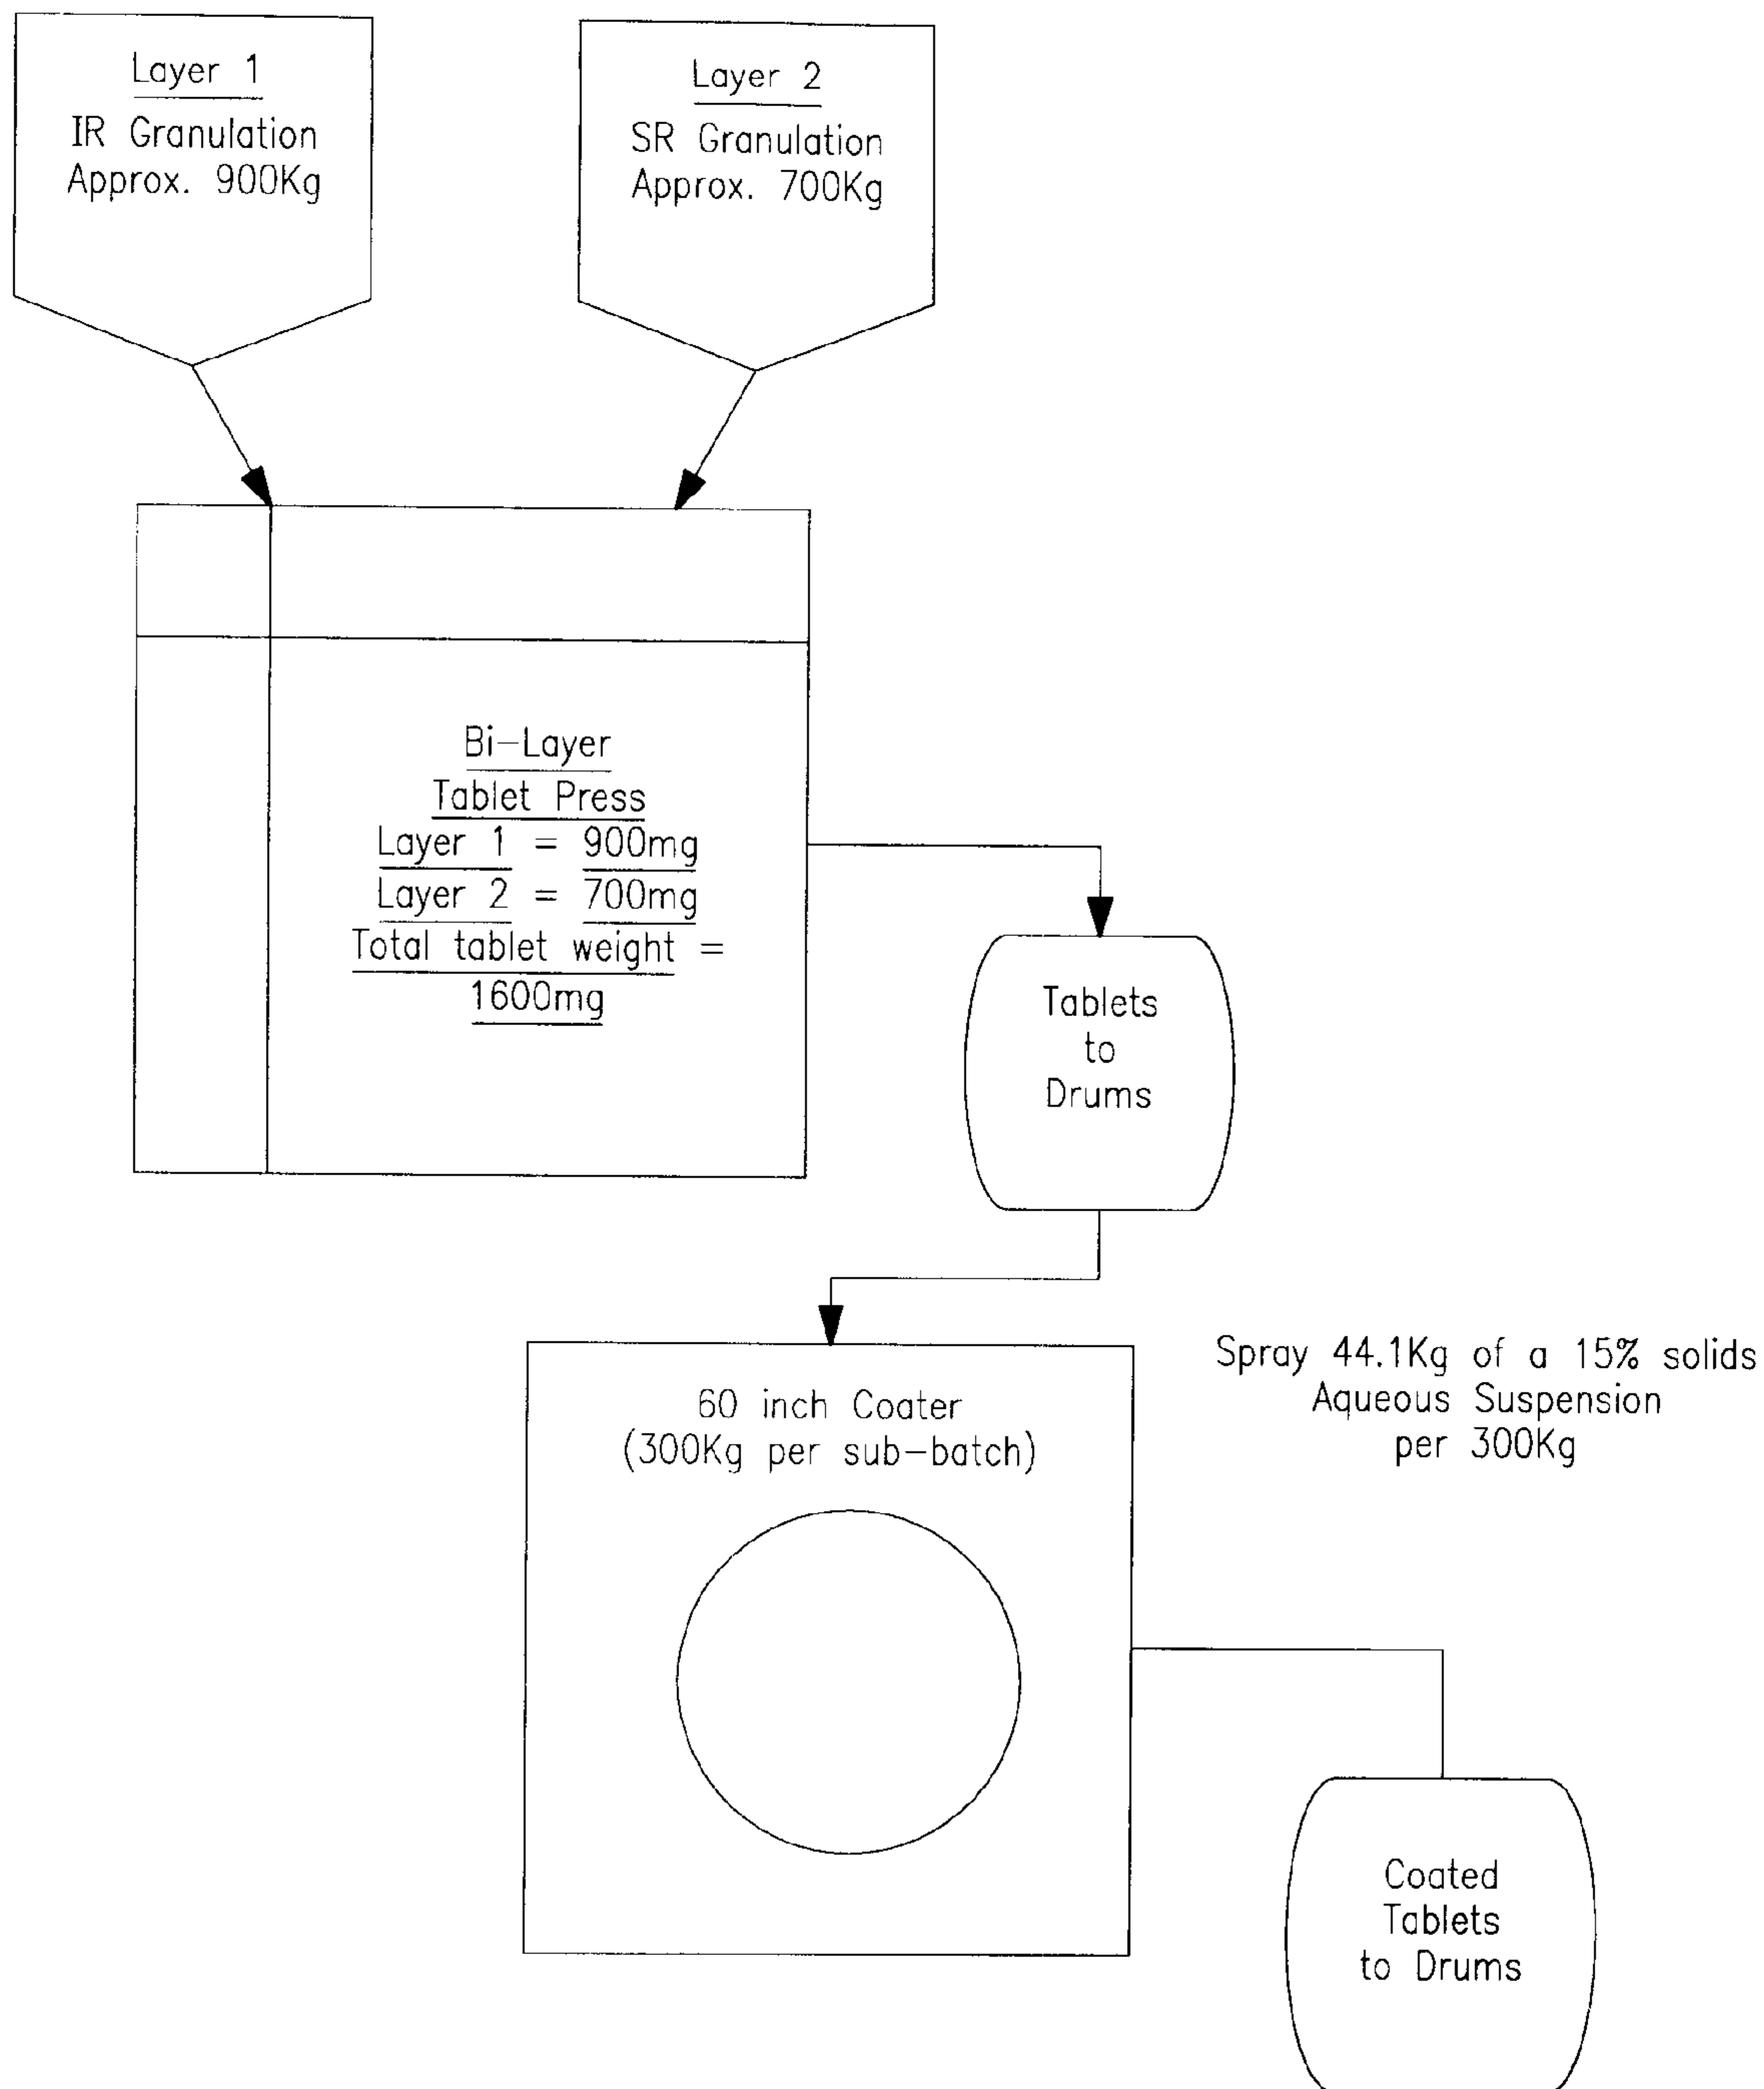 Layer 1
IR Granulation
Approx. 900Kg
Layer 2
SR Granulation
Approx. 700Kg
Bi-Layer
Tablet Press
Layer 1 = 900mg
Layer 2 = 700mg
Total tablet weight =
1600mg
Tablets
to
Drums
60 inch Coater
(300Kg per sub-batch)
Spray 44.1Kg of a 15% solids
Aqueous Suspension
per 300Kg
Coated
Tablets
to Drums